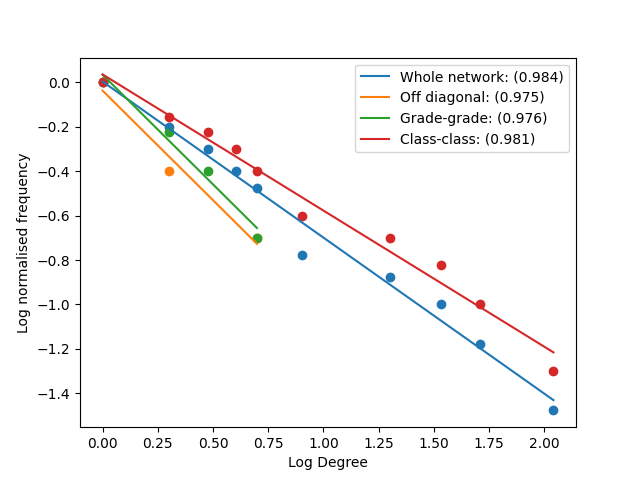 Whole network: (0.984)
Off diagonal: (0.975)
Grade-grade: (0.976)
Class-class: (0.981)
Log normalised frequency
0.0
−0.2
−0.4
−0.6
−0.8
−1.0
−1.2
−1.4
0.00 0.25 0.50 0.75 1.00 1.25 1.50 1.75 2.00
Log Degree